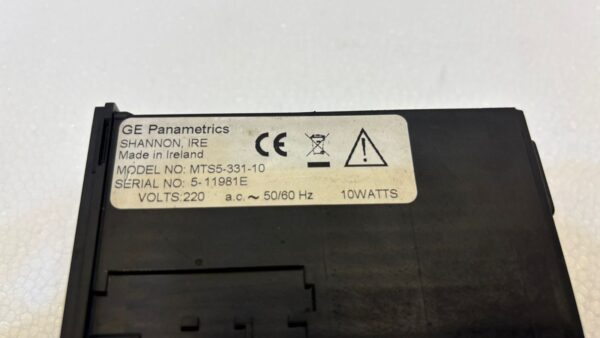 GE Panametrics
SHANNON, IRE
Made in Ireland
MODEL NO: MTS5-331-10
SERIAL NO: 5-11981E
VOLTS:220 a.c. ~ 50/60 Hz 10WATTS
CE